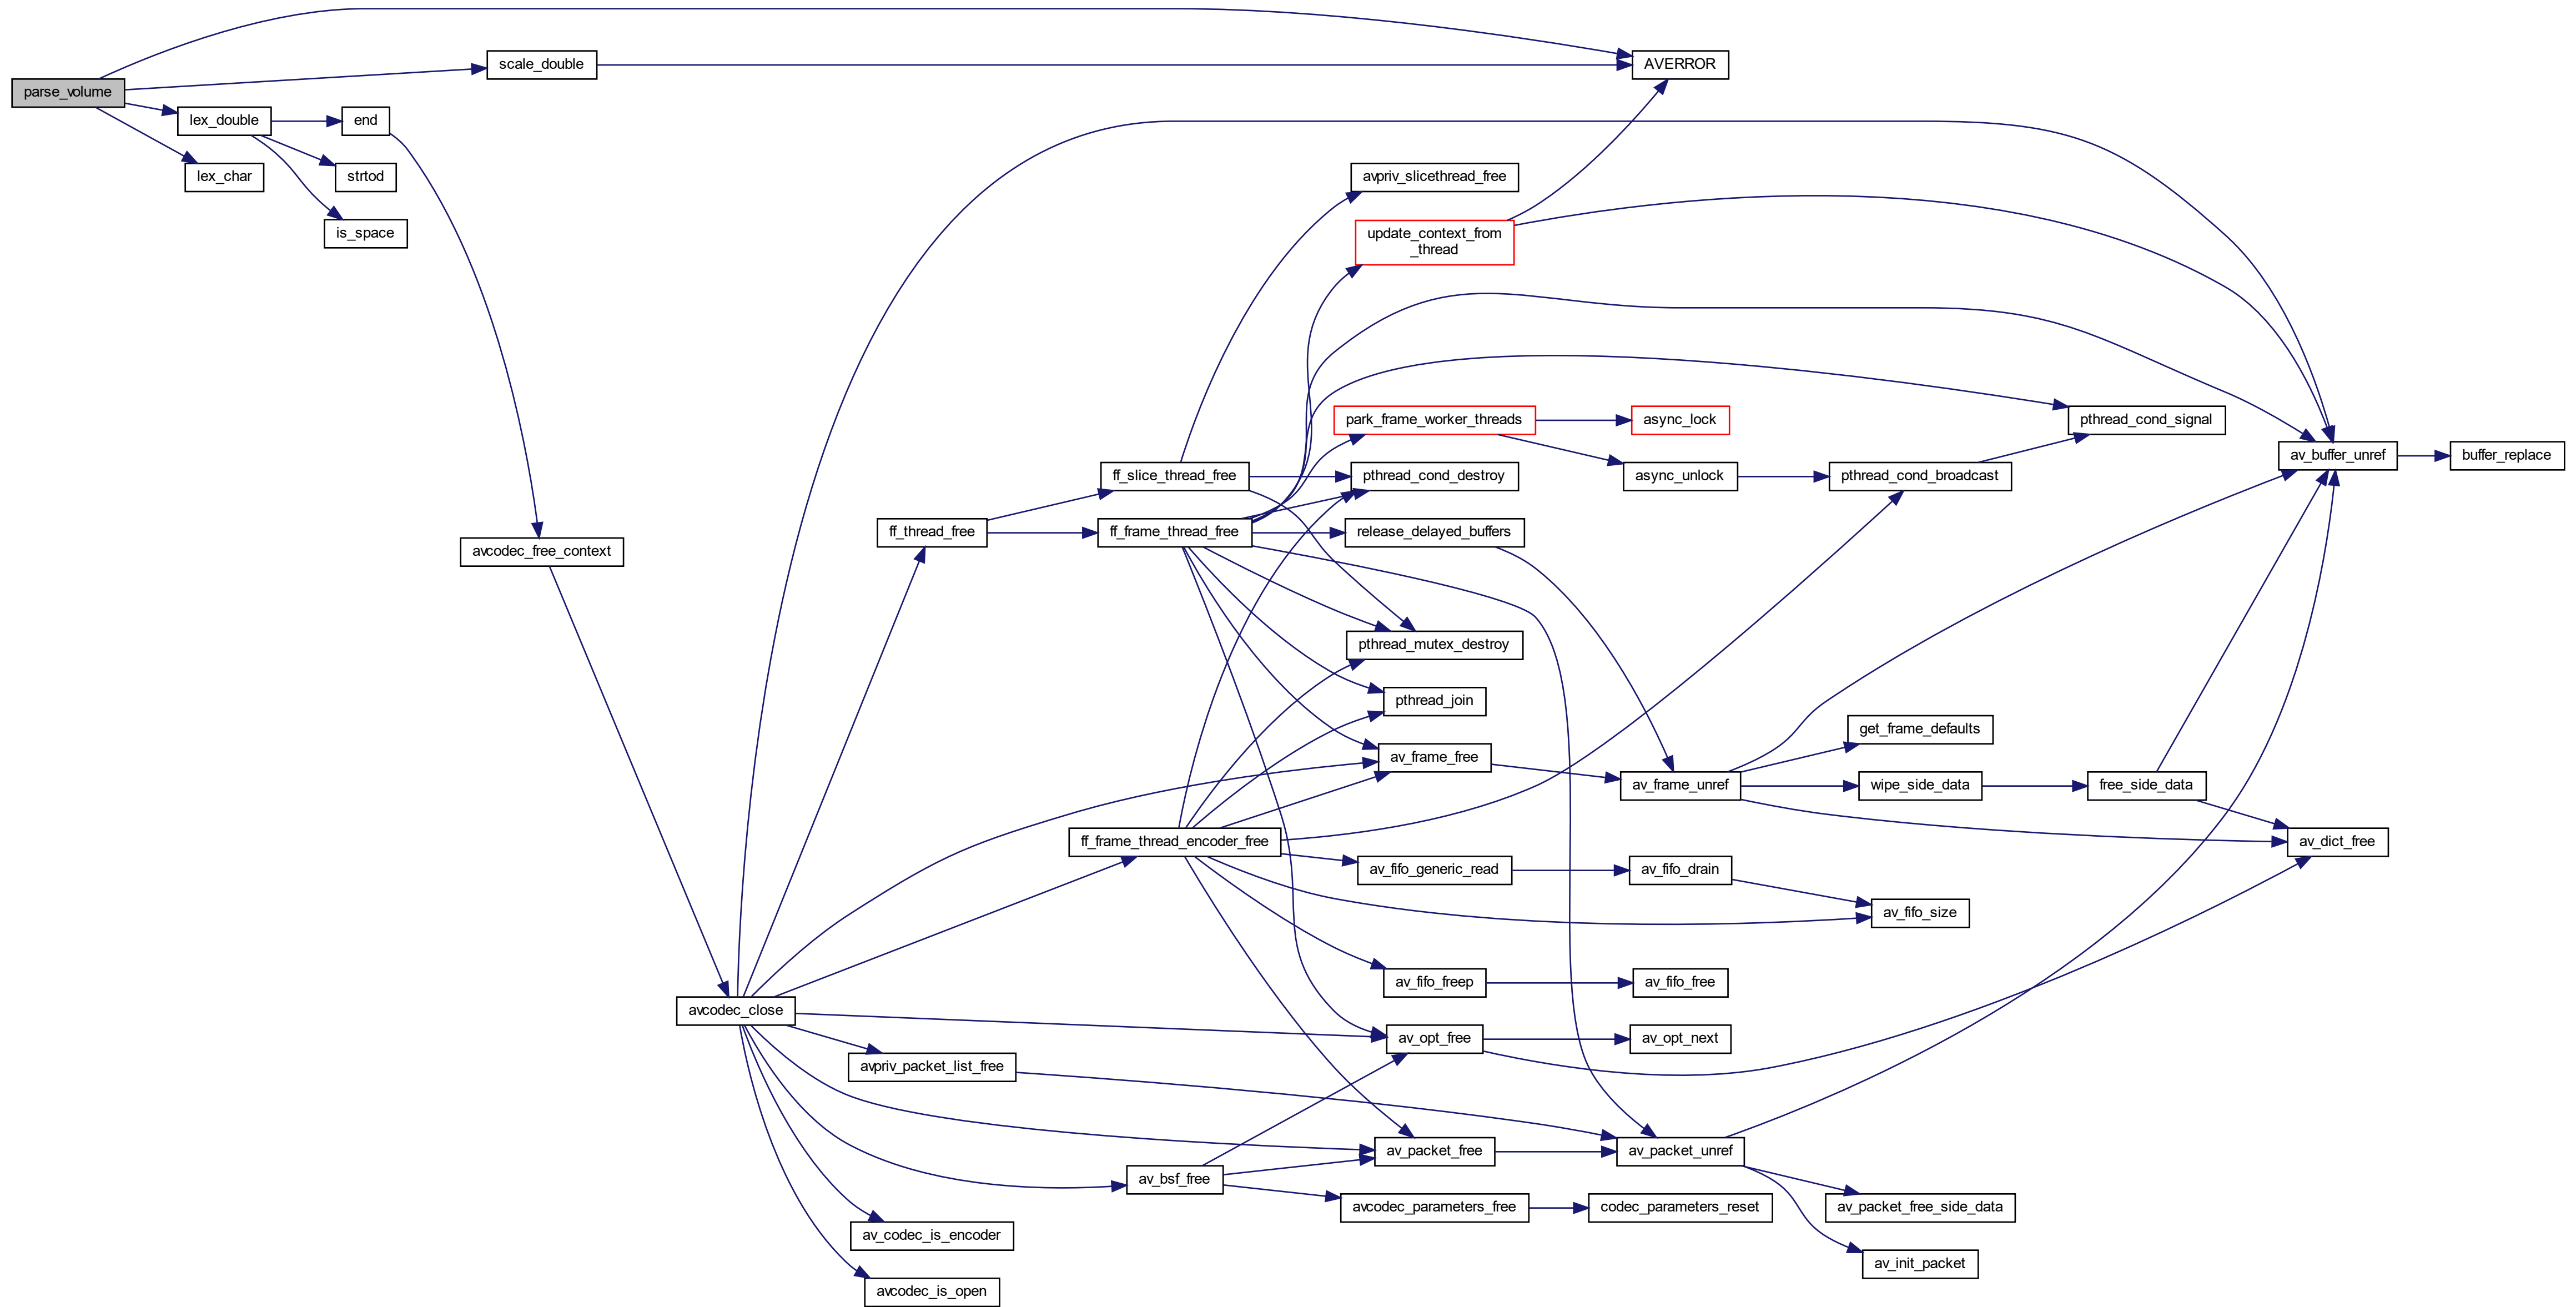 parse_volume
scale_double
AVERROR
lex_double
end
lex_char
strtod
is_space
avpriv_slicethread_free
update_context_from
_thread
park_frame_worker_threads
async_lock
pthread_cond_signal
av_buffer_unref
buffer_replace
ff_slice_thread_free
pthread_cond_destroy
async_unlock
pthread_cond_broadcast
avcodec_free_context
ff_thread_free
ff_frame_thread_free
release_delayed_buffers
pthread_mutex_destroy
pthread_join
get_frame_defaults
av_frame_free
av_frame_unref
wipe_side_data
free_side_data
ff_frame_thread_encoder_free
av_dict_free
av_fifo_generic_read
av_fifo_drain
av_fifo_size
av_fifo_freep
av_fifo_free
avcodec_close
av_opt_free
av_opt_next
avpriv_packet_list_free
av_packet_free
av_packet_unref
av_bsf_free
avcodec_parameters_free
codec_parameters_reset
av_packet_free_side_data
av_codec_is_encoder
av_init_packet
avcodec_is_open